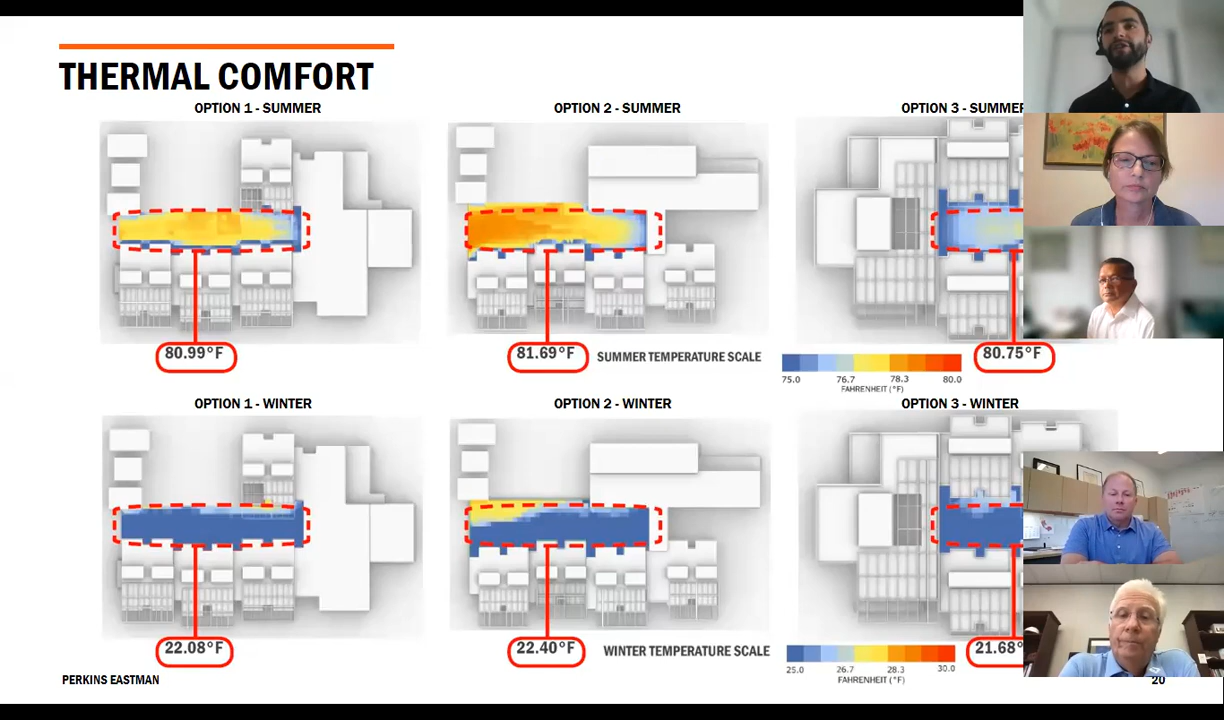 THERMAL COMFORT
OPTION 1 - SUMMER
OPTION 2 - SUMMER
OPTION 3 - SUMMER
80.99°F
81.69°F
SUMMER TEMPERATURE SCALE
75.0 76.7 78.3 80.0
FAHRENHEIT (°F)
80.75°F
OPTION 1 - WINTER
OPTION 2 - WINTER
OPTION 3 - WINTER
22.08°F
22.40°F
WINTER TEMPERATURE SCALE
25.0 26.7 28.3 30.0
FAHRENHEIT (°F)
21.68°
PERKINS EASTMAN
20